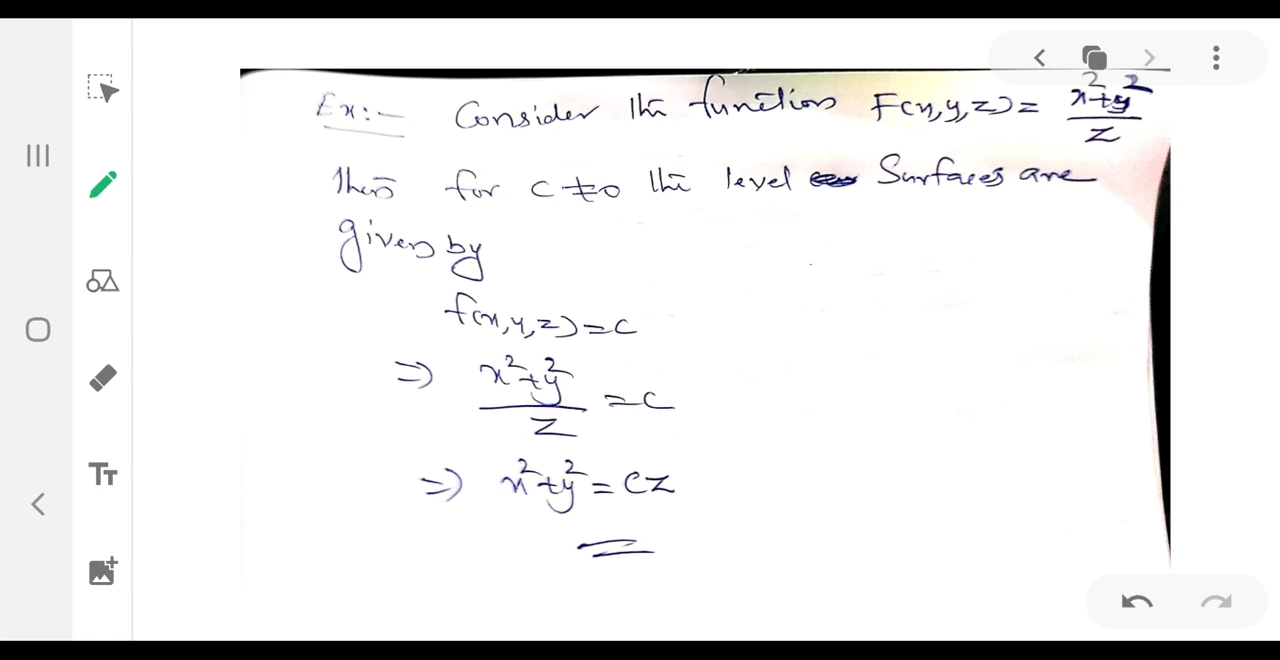 Ex:- Consider the function F(x,y,z) = x²+y²/z
Then for c≠0 the level Surfaces are
given by
f(x,y,z)=c
⇒ x²+y²/z = c
⇒ x²+y² = cz
TT